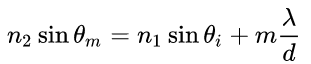 n₂ sin θₘ = n₁ sin θᵢ + m λ/d